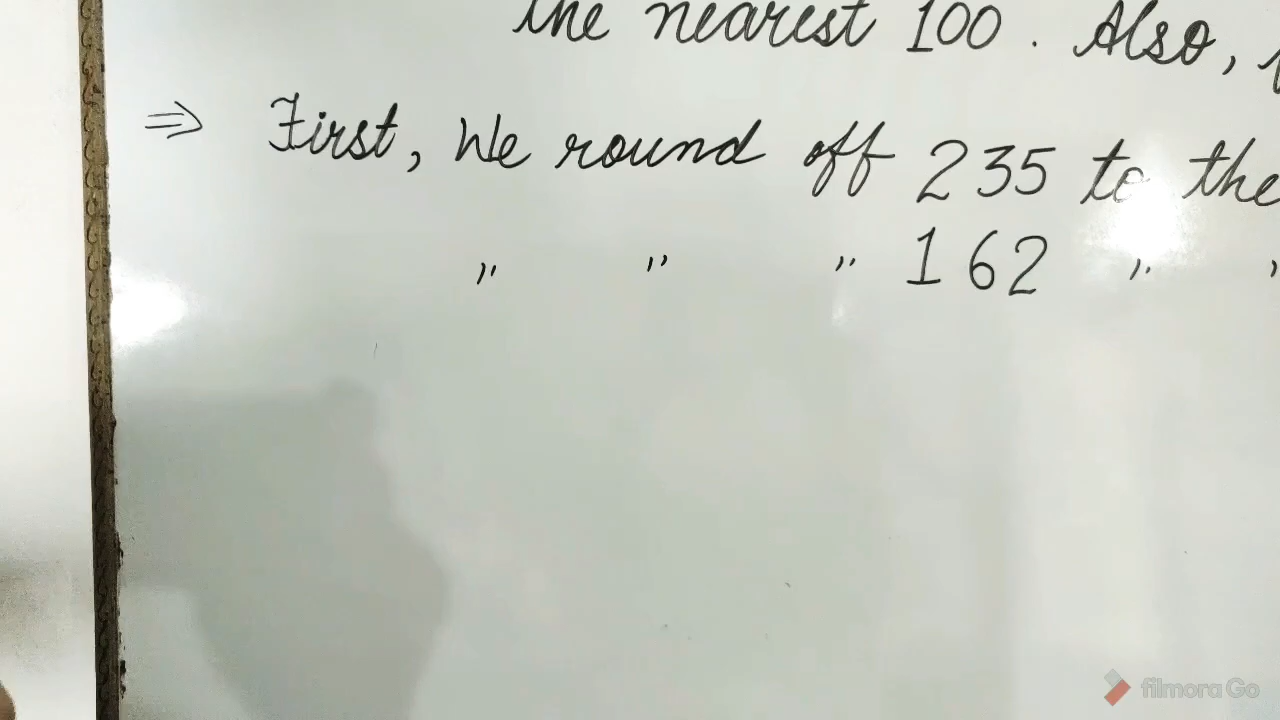 the nearest 100. Also,
⇒ First, We round off 235 to the
" " " 162 " "
filmora Go